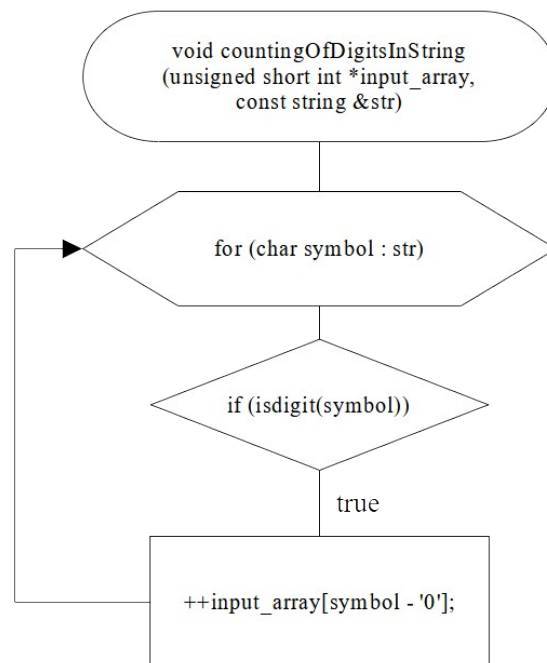 void countingOfDigitsInString
(unsigned short int *input_array,
const string &str)
for (char symbol : str)
if (isdigit(symbol))
true
++input_array[symbol - '0'];